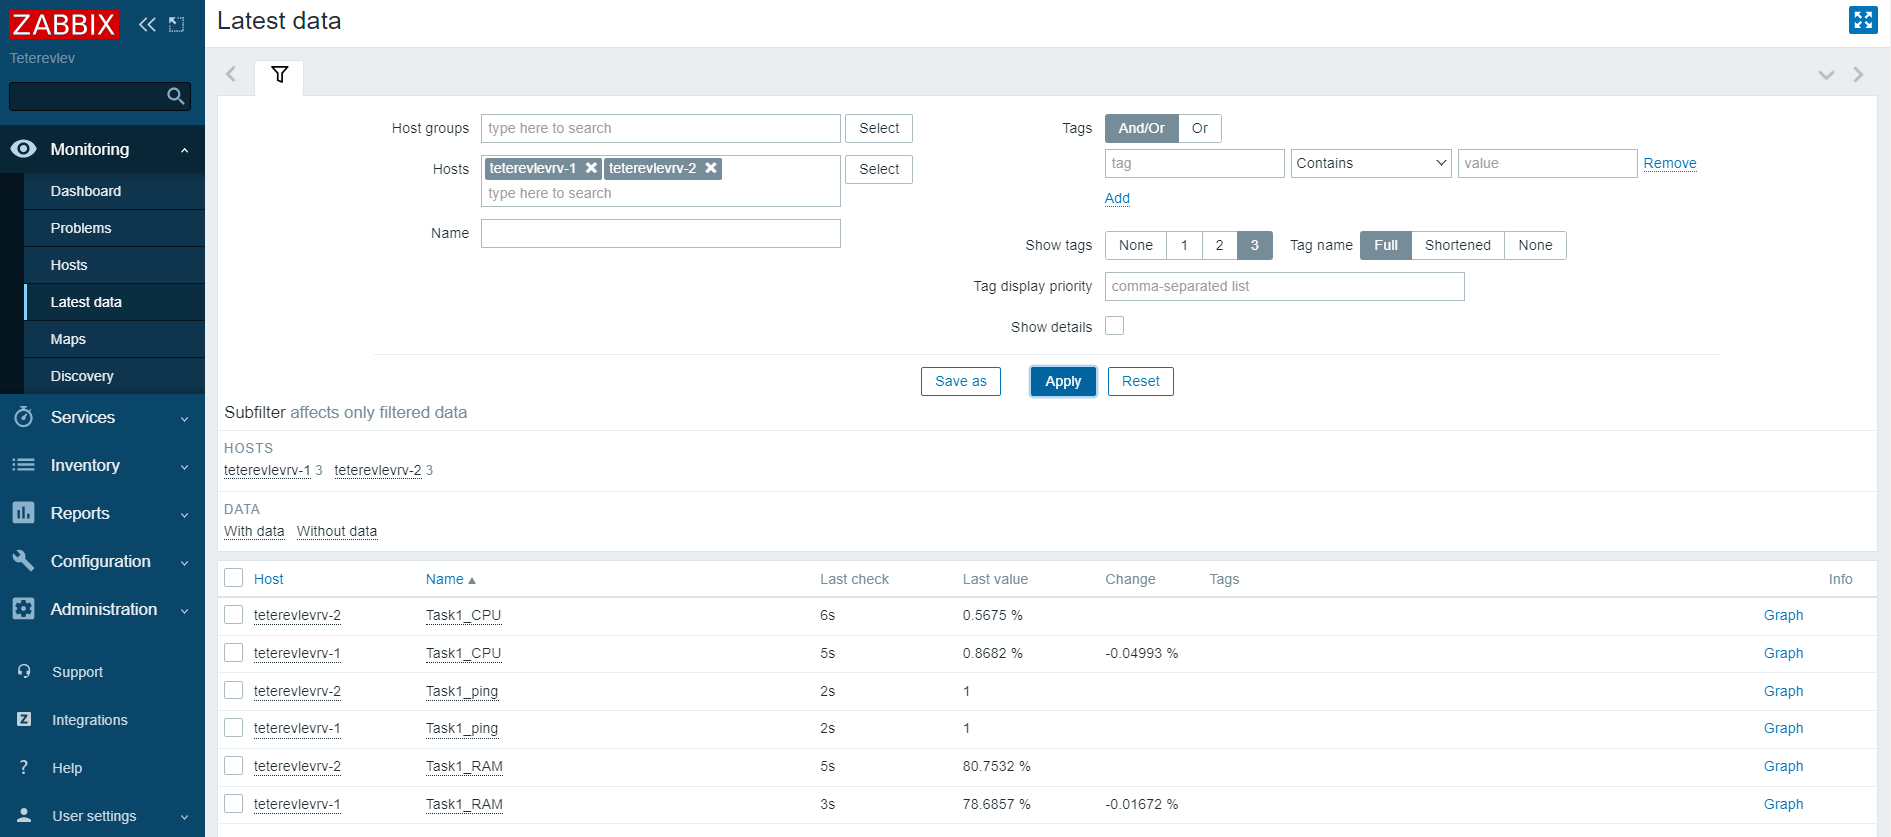 ZABBIX
Teterevlev
Monitoring
Dashboard
Problems
Hosts
Latest data
Maps
Discovery
Services
Inventory
Reports
Configuration
Administration
Support
Z Integrations
? Help
User settings
Latest data
Host groups type here to search Select
Hosts teterevlevrv-1 teterevlevrv-2 Select
type here to search
Name
Tags And/Or Or
tag Contains value Remove
Add
Show tags None 1 2 3 Tag name Full Shortened None
Tag display priority comma-separated list
Show details
Save as Apply Reset
Subfilter affects only filtered data
HOSTS
teterevlevrv-1 3 teterevlevrv-2 3
DATA
With data Without data
Host Name Last check Last value Change Tags Info
teterevlevrv-2 Task1_CPU 6s 0.5675 % Graph
teterevlevrv-1 Task1_CPU 5s 0.8682 % -0.04993 % Graph
teterevlevrv-2 Task1_ping 2s 1 Graph
teterevlevrv-1 Task1_ping 2s 1 Graph
teterevlevrv-2 Task1_RAM 5s 80.7532 % Graph
teterevlevrv-1 Task1_RAM 3s 78.6857 % -0.01672 % Graph